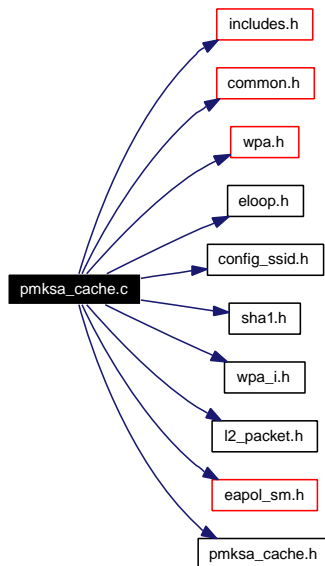 includes.h
common.h
wpa.h
eloop.h
config_ssid.h
pmksa_cache.c
sha1.h
wpa_i.h
l2_packet.h
eapol_sm.h
pmksa_cache.h